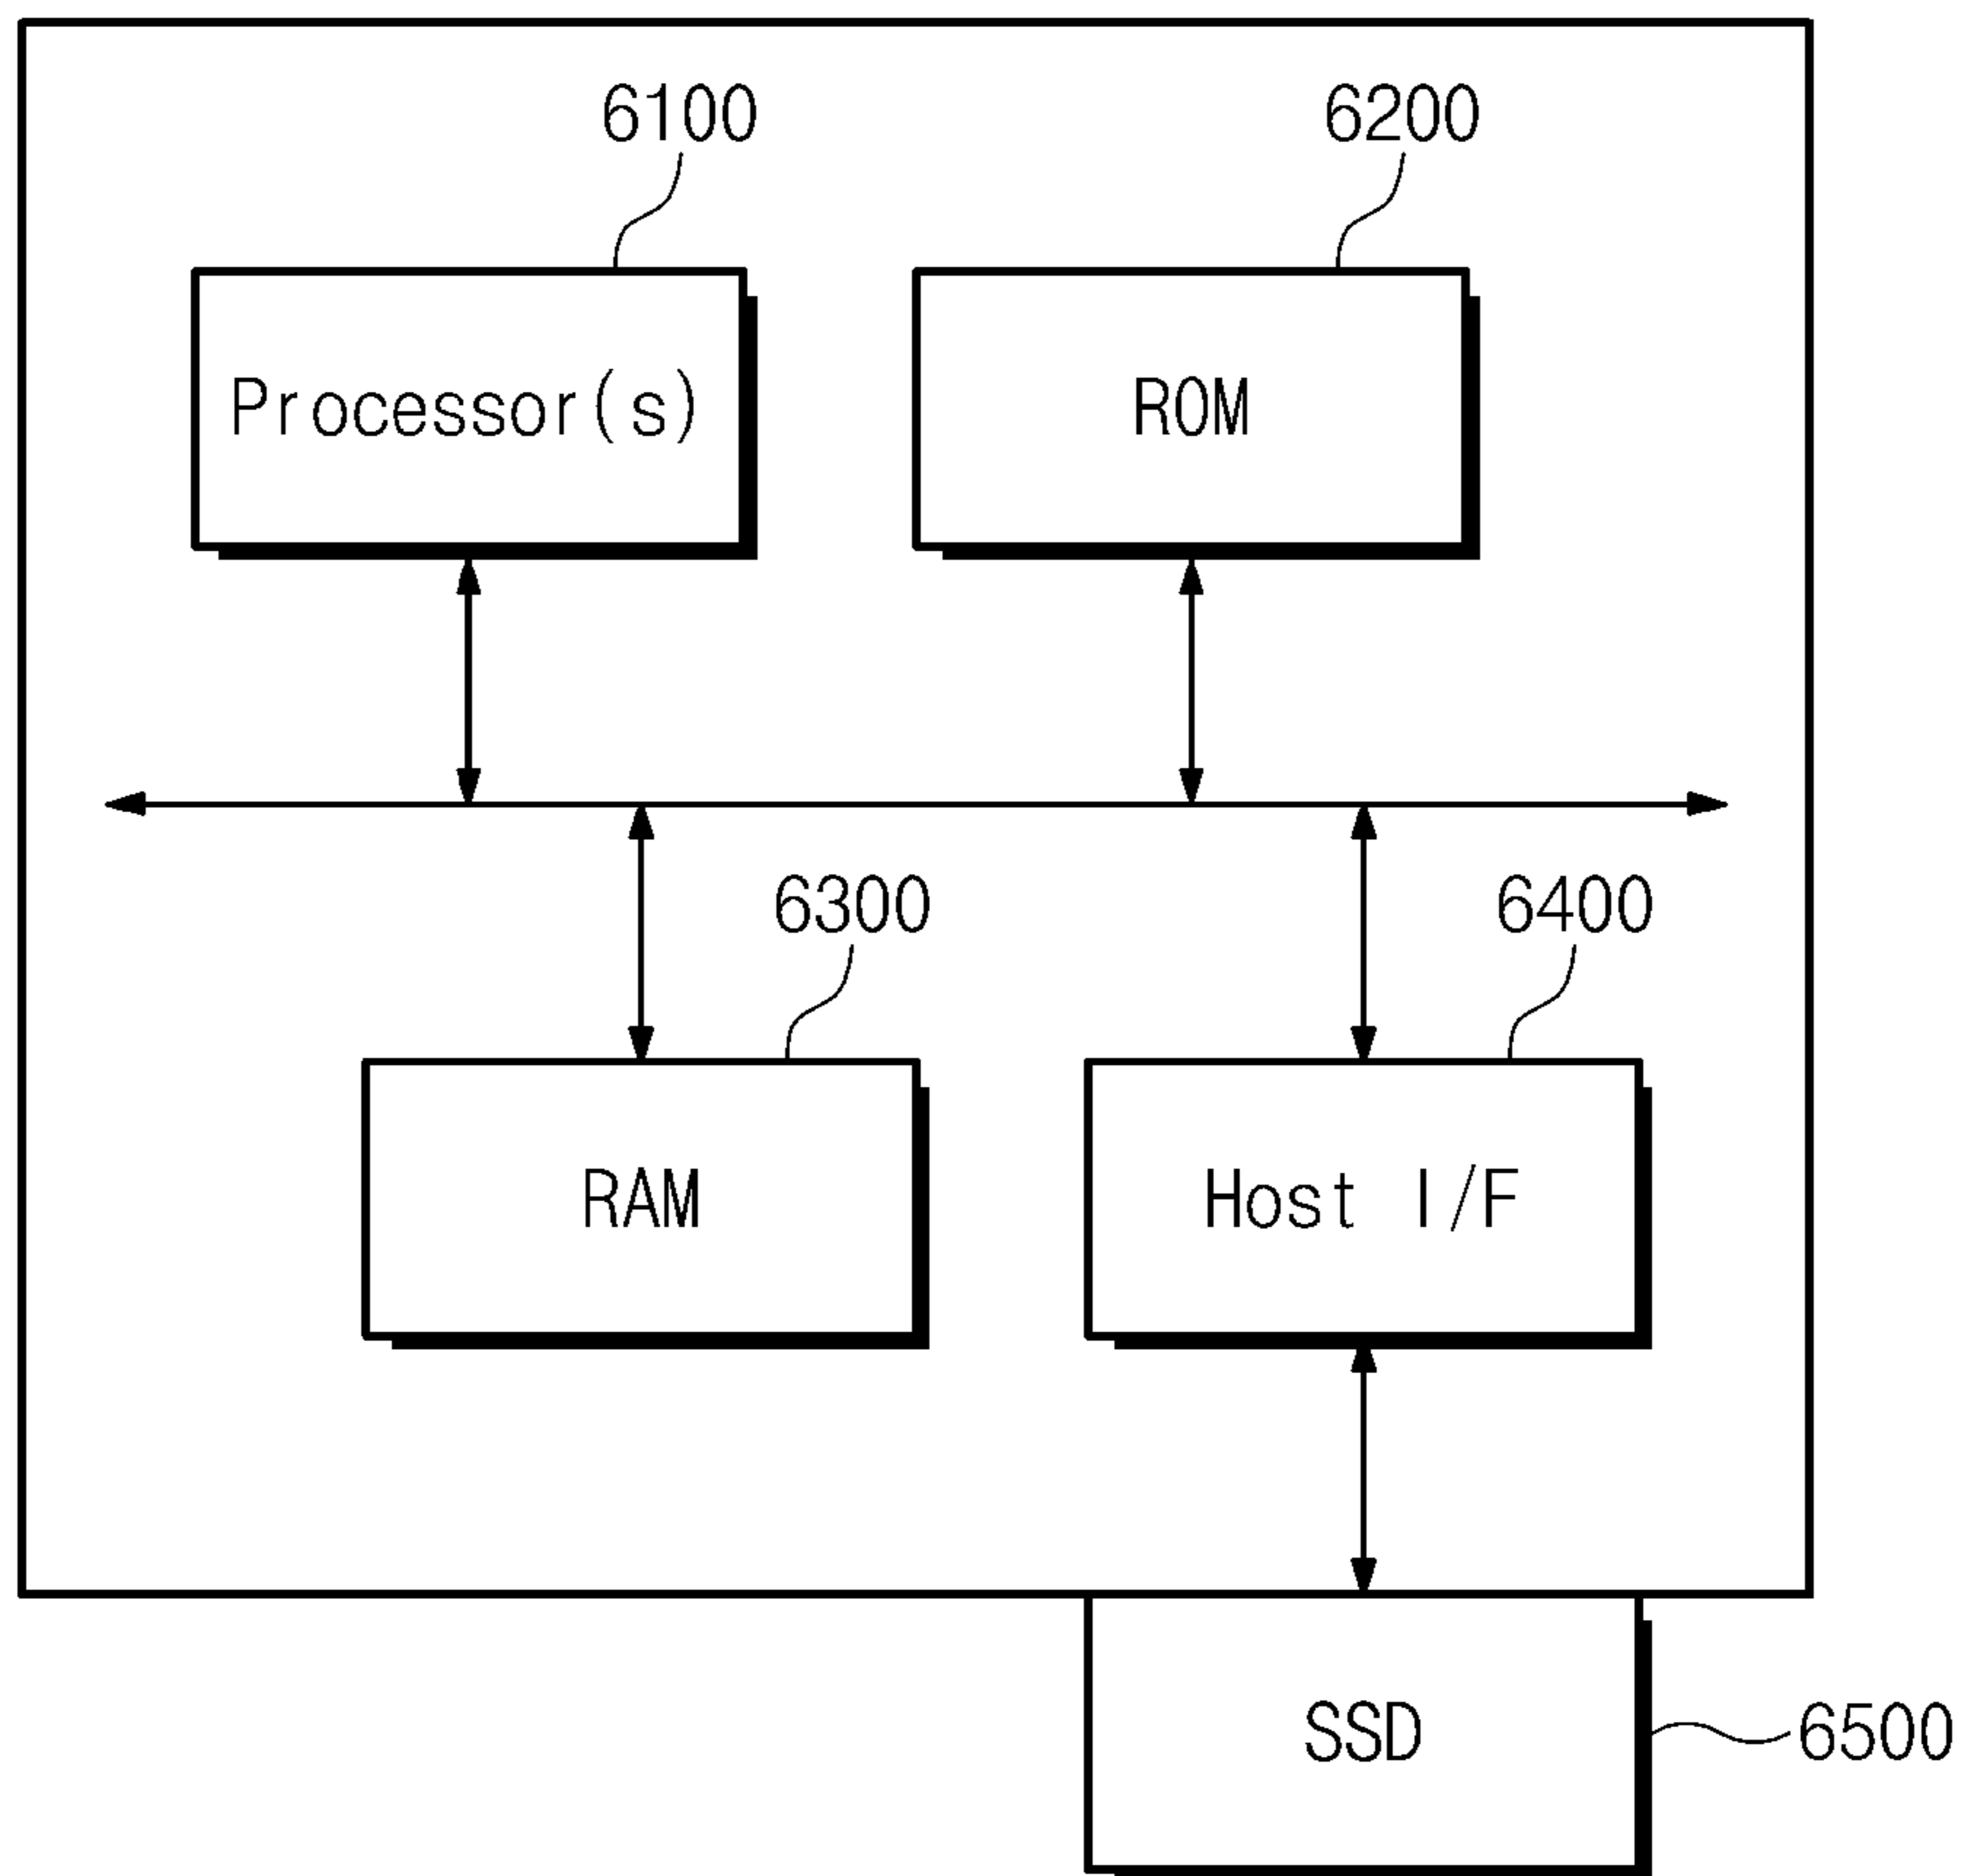 6100
6200
Processor(s)
ROM
6300
6400
RAM
Host I/F
SSD
6500